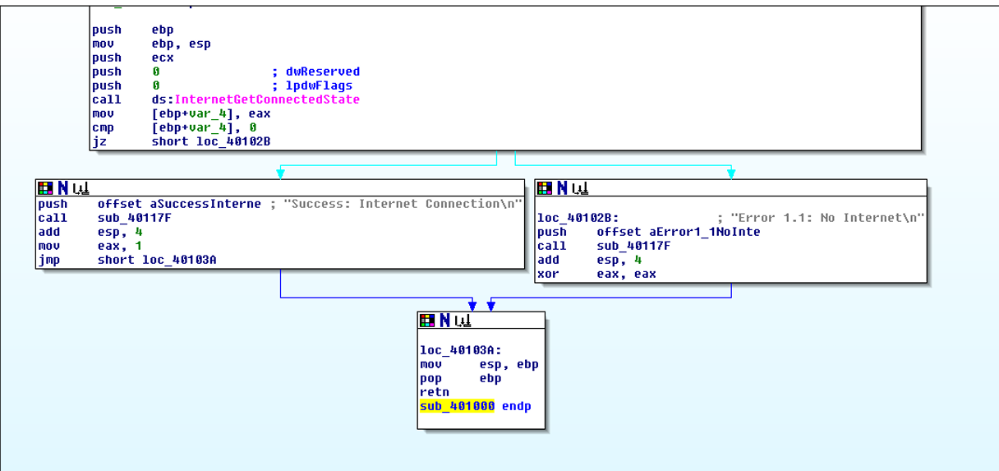 push ebp
mov ebp, esp
push ecx
push 0 ; dwReserved
push 0 ; lpdwFlags
call ds:InternetGetConnectedState
mov [ebp+var_4], eax
cmp [ebp+var_4], 0
jz short loc_40102B
push offset aSuccessInterne ; "Success: Internet Connection\n"
call sub_40117F
add esp, 4
mov eax, 1
jmp short loc_40103A
loc_40102B: ; "Error 1.1: No Internet\n"
push offset aError1_1NoInte
call sub_40117F
add esp, 4
xor eax, eax
loc_40103A:
mov esp, ebp
pop ebp
retn
sub_401000 endp